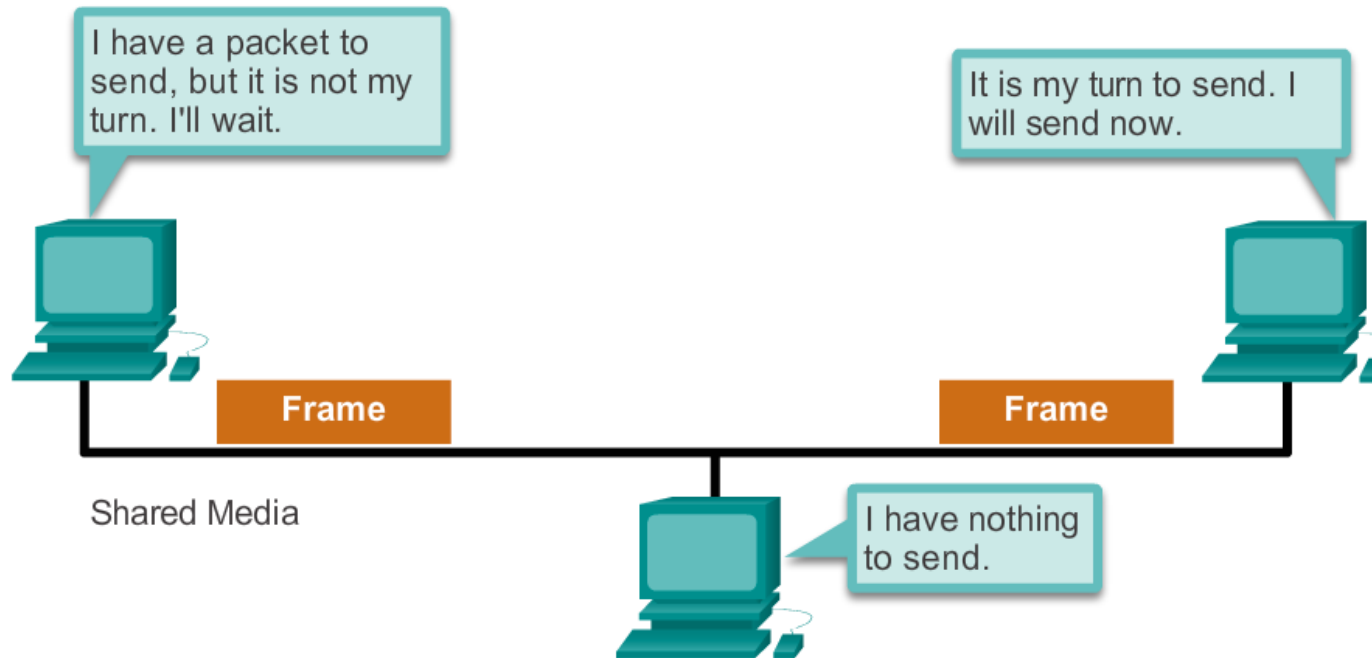 I have a packet to
send, but it is not my
turn. I'll wait.
It is my turn to send. I
will send now.
Frame
Frame
Shared Media
I have nothing
to send.